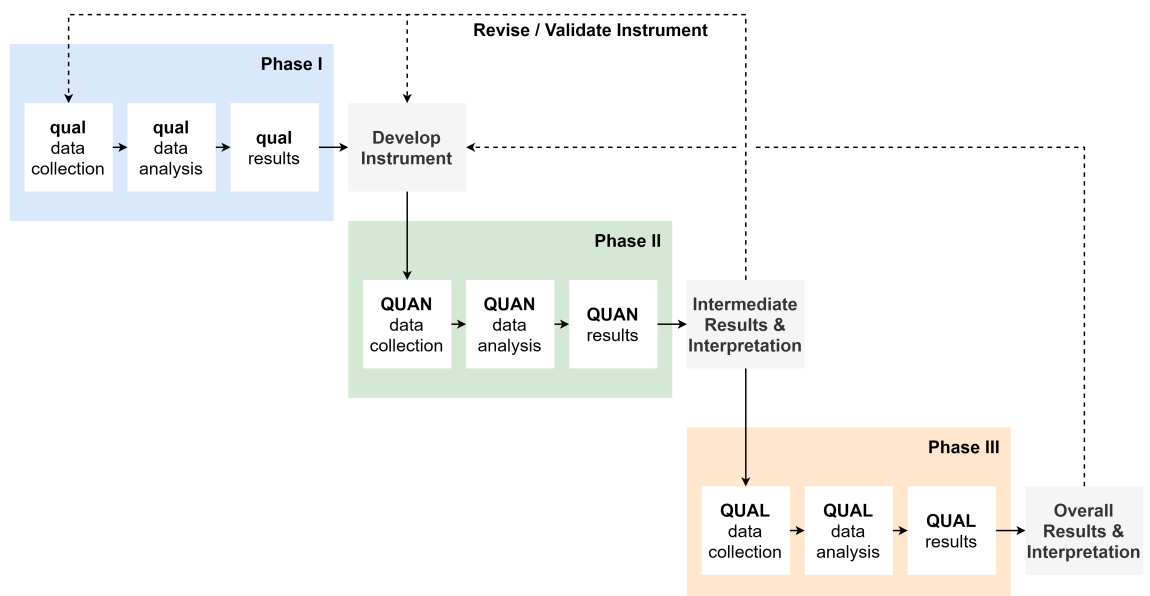 Revise / Validate Instrument
Phase I
qual
data
collection
qual
data
analysis
qual
results
Develop
Instrument
Phase II
QUAN
data
collection
QUAN
data
analysis
QUAN
results
Intermediate
Results &
Interpretation
Phase III
QUAL
data
collection
QUAL
data
analysis
QUAL
results
Overall
Results &
Interpretation